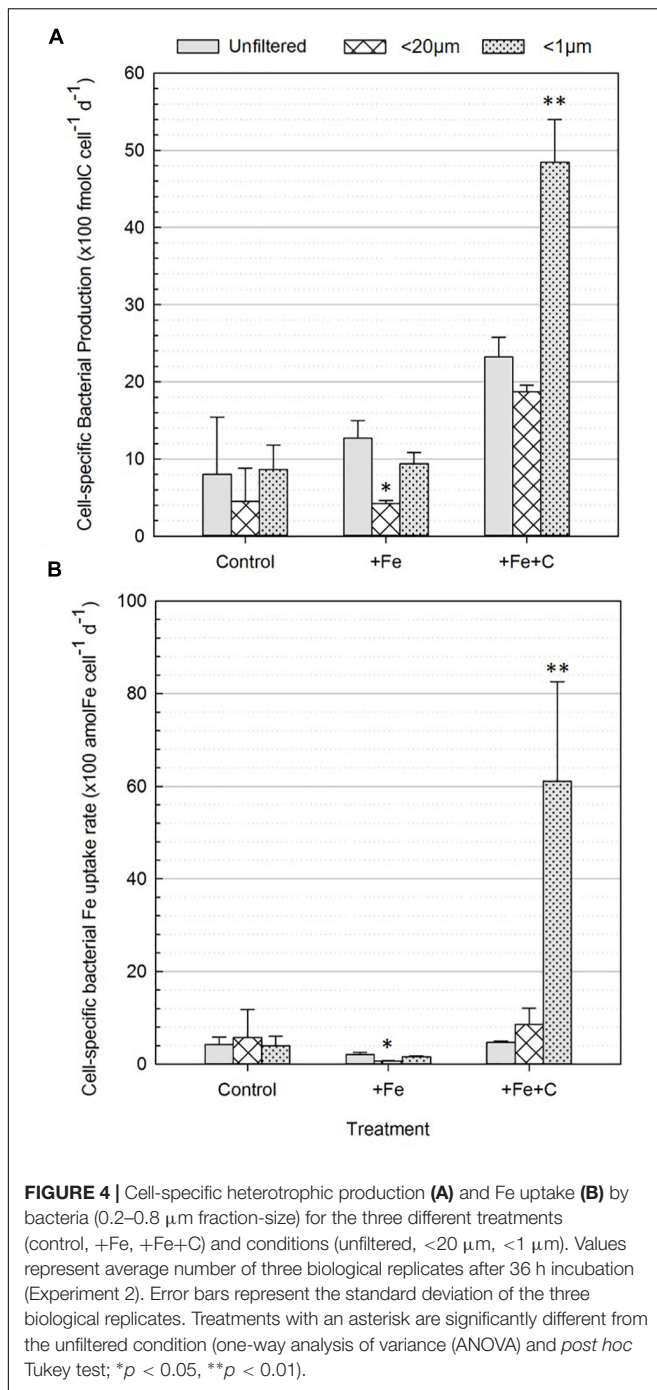 A
Unfiltered <20µm <1µm
Cell-specific Bacterial Production (x100 fmolC cell⁻¹ d⁻¹)
60
50
40
30
20
10
0
*
**
Control +Fe +Fe+C
B
Cell-specific bacterial Fe uptake rate (x100 amolFe cell⁻¹ d⁻¹)
100
80
60
40
20
0
*
**
Control +Fe +Fe+C
Treatment
FIGURE 4 | Cell-specific heterotrophic production (A) and Fe uptake (B) by
bacteria (0.2–0.8 µm fraction-size) for the three different treatments
(control, +Fe, +Fe+C) and conditions (unfiltered, <20 µm, <1 µm). Values
represent average number of three biological replicates after 36 h incubation
(Experiment 2). Error bars represent the standard deviation of the three
biological replicates. Treatments with an asterisk are significantly different from
the unfiltered condition (one-way analysis of variance (ANOVA) and post hoc
Tukey test; *p < 0.05, **p < 0.01).